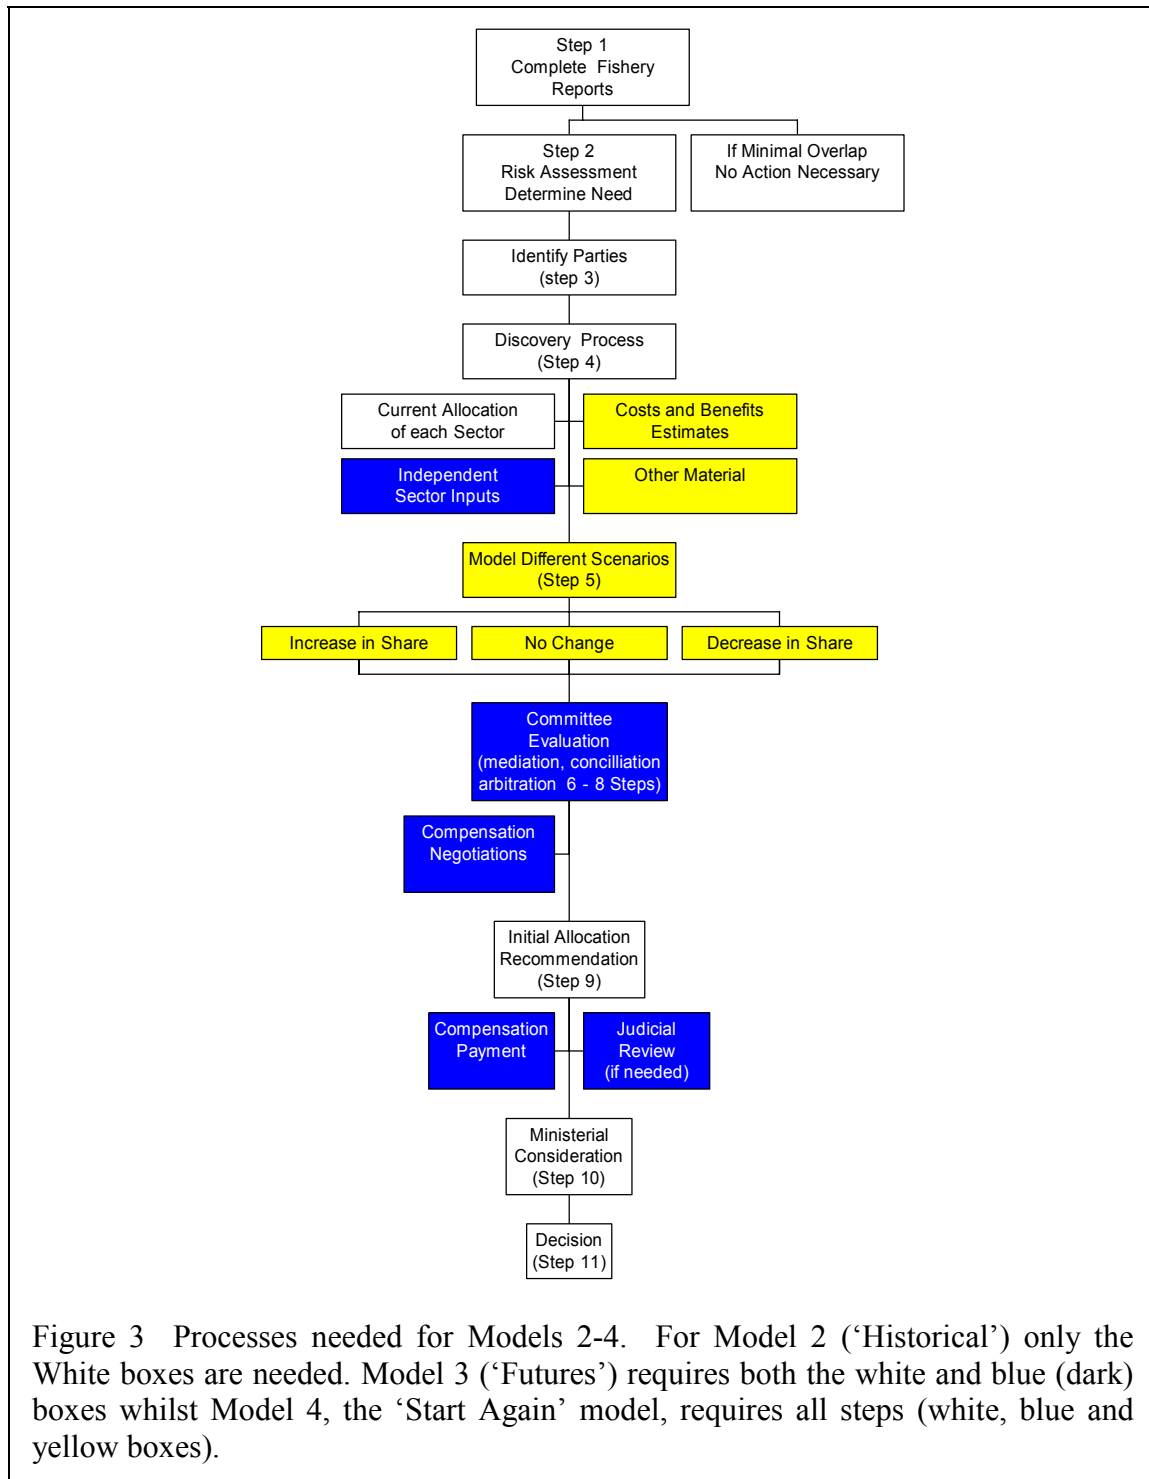 Step 1
Complete Fishery
Reports
Step 2
Risk Assessment
Determine Need
If Minimal Overlap
No Action Necessary
Identify Parties
(step 3)
Discovery Process
(Step 4)
Current Allocation
of each Sector
Costs and Benefits
Estimates
Independent
Sector Inputs
Other Material
Model Different Scenarios
(Step 5)
Increase in Share
No Change
Decrease in Share
Committee
Evaluation
(mediation, concilliation
arbitration 6 - 8 Steps)
Compensation
Negotiations
Initial Allocation
Recommendation
(Step 9)
Compensation
Payment
Judicial
Review
(if needed)
Ministerial
Consideration
(Step 10)
Decision
(Step 11)
Figure 3 Processes needed for Models 2-4. For Model 2 (‘Historical’) only the
White boxes are needed. Model 3 (‘Futures’) requires both the white and blue (dark)
boxes whilst Model 4, the ‘Start Again’ model, requires all steps (white, blue and
yellow boxes).